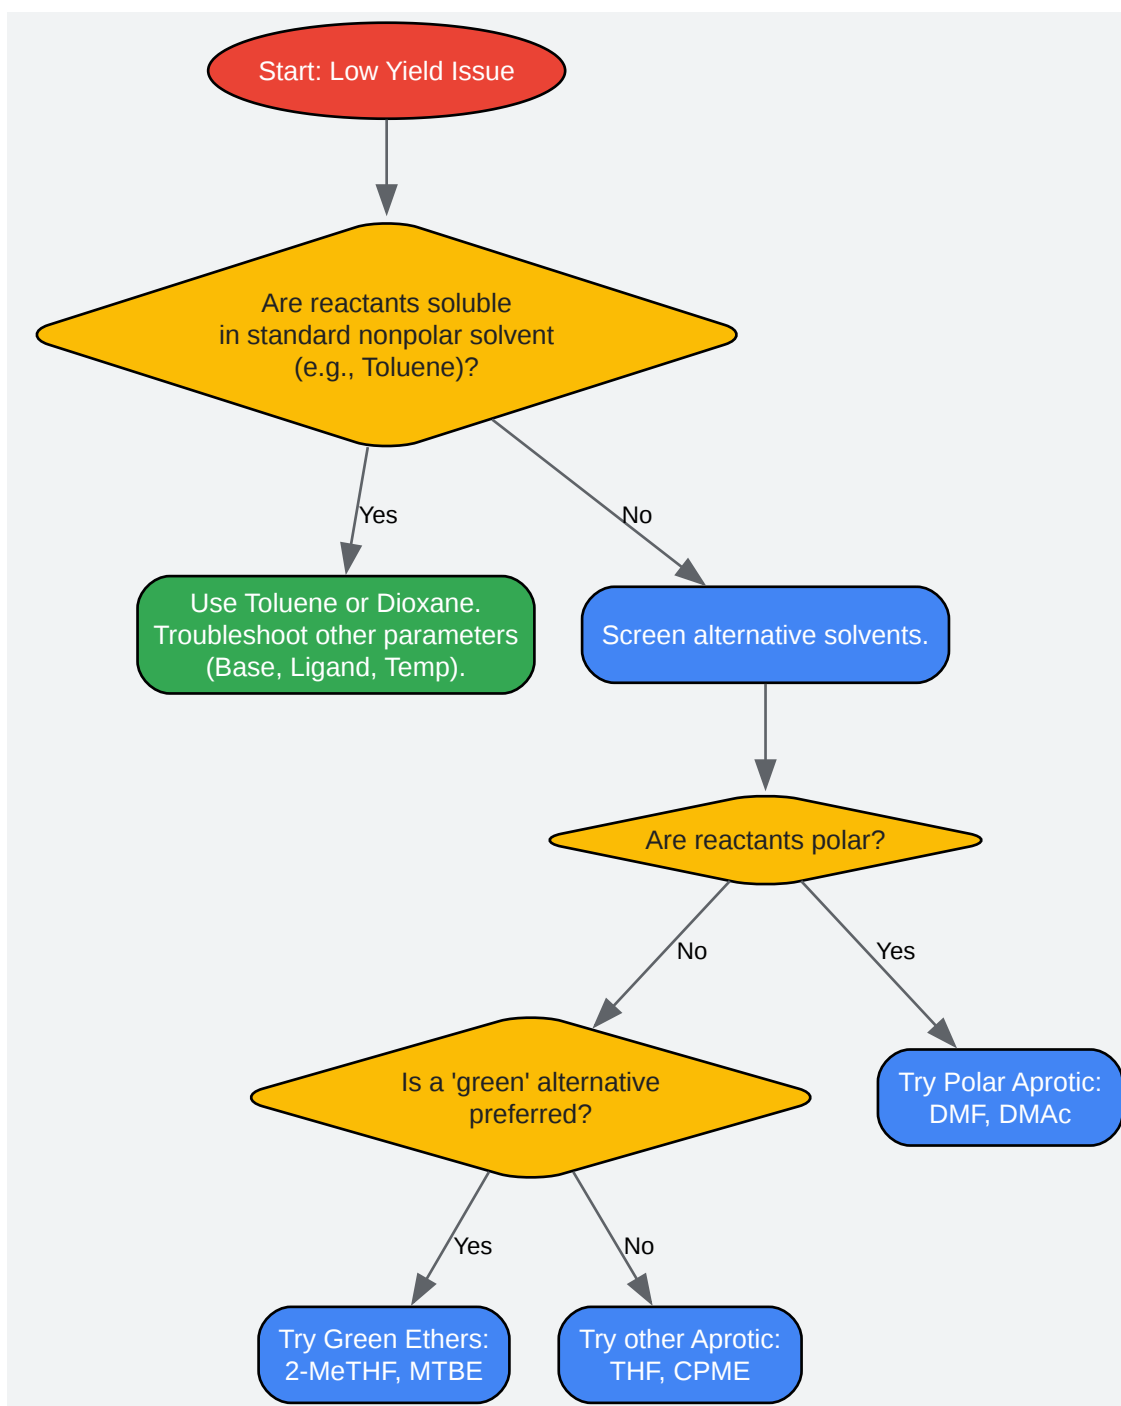 Start: Low Yield Issue
Are reactants soluble
in standard nonpolar solvent
(e.g., Toluene)?
Yes
No
Use Toluene or Dioxane.
Troubleshoot other parameters
(Base, Ligand, Temp).
Screen alternative solvents.
Are reactants polar?
No
Yes
Is a 'green' alternative
preferred?
Try Polar Aprotic:
DMF, DMAc
Yes
No
Try Green Ethers:
2-MeTHF, MTBE
Try other Aprotic:
THF, CPME